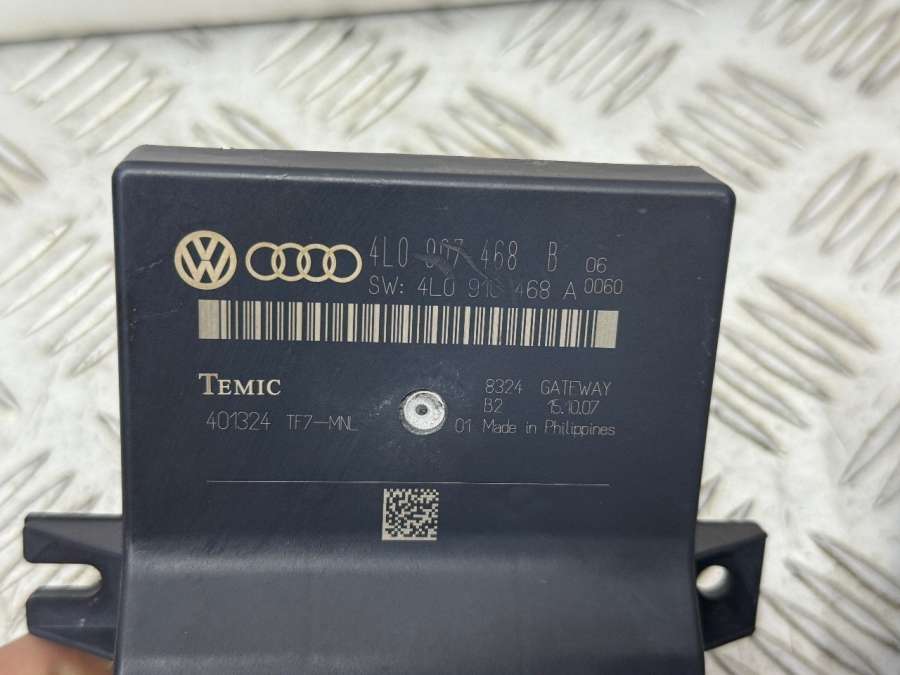 4L0 907 468 B 06
SW: 4L0 910 468 A 0060
TEMIC
8324 GATEWAY
B2 15.10.07
401324 TF7-MNL
01 Made in Philippines